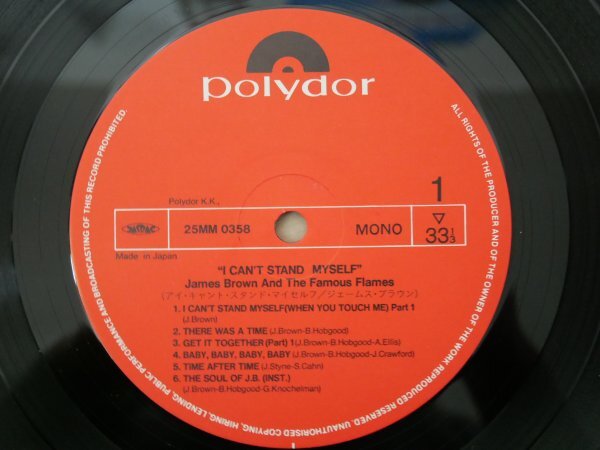 polydor
Polydor K.K.,
1
JASRAC
25MM 0358
MONO
▽
33 1/3
Made in Japan
"I CAN'T STAND MYSELF"
James Brown And The Famous Flames
(アイ・キャント・スタンド・マイセルフ/ジェームス・ブラウン)
1. I CAN'T STAND MYSELF(WHEN YOU TOUCH ME) Part 1
(J.Brown)
2. THERE WAS A TIME (J.Brown-B.Hobgood)
3. GET IT TOGETHER (Part) 1(J.Brown-B.Hobgood-A.Ellis)
4. BABY, BABY, BABY, BABY (J.Brown-B.Hobgood-J.Crawford)
5. TIME AFTER TIME (J.Styne-S.Cahn)
6. THE SOUL OF J.B. (INST.)
(J.Brown-B.Hobgood-G.Knochelman)
ALL RIGHTS OF THE PRODUCER AND OF THE OWNER OF THE WORK REPRODUCED RESERVED. UNAUTHORISED COPYING, HIRING, LENDING, PUBLIC PERFORMANCE AND BROADCASTING OF THIS RECORD PROHIBITED.